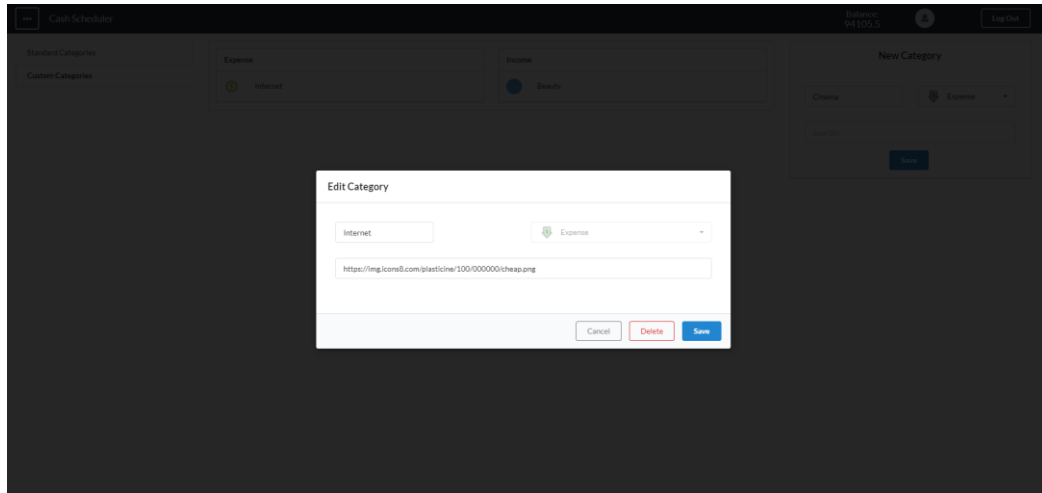 Cash Scheduler
Balance:
94105.5
Log Out
Standard Categories
Custom Categories
Expense
Internet
Income
Beauty
New Category
Expense
Save
Edit Category
Internet
Expense
https://img.icons8.com/plasticine/100/000000/cheap.png
Cancel
Delete
Save